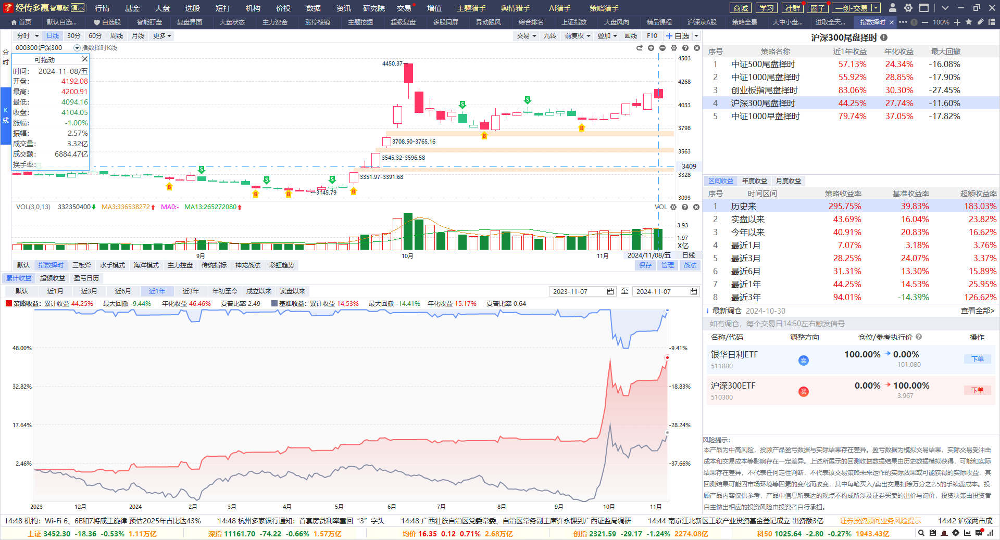 经传多赢 智尊版 演示 行情 基金 大盘 选股 短打 机构 价投 数据 资讯 研究院 交易 增值 主题猎手 舆情猎手 AI猎手 策略猎手 商城 学习 社群 圈子 一创-交易
首页 默认自选... 自选股 智能盯盘 复盘界面 大盘状态 主力资金 涨停棱镜 主题挖掘 超级复盘 多股同屏 异动跟风 综合排名 上证指数 大盘风向 精品课程 沪深京A股 策略全景 大中小盘... 进取全天... 指数择时 100%
分时 日线 30分 60分 周线 月线 更多 交易 九转 前复权 叠加 画线 F10 自选
分时
K线
000300 沪深300 指数择时K线
可拖动
时间: 2024-11-08/五
开盘: 4192.08
最高: 4200.91
最低: 4094.16
收盘: 4104.05
涨幅: -1.00%
振幅: 2.57%
成交量: 3.32亿
成交额: 6884.47亿
换手率:
4450.37
3708.50-3765.16
3545.32-3596.58
3351.97-3391.68
3145.79
S S S S S S
B B B B B B
4503
4268
4033
3798
3563
3409
3328
3093
VOL(3,0,13) 332350400 MA3:336538272 MA0:- MA13:265272080 VOL
3.93
1.97
X亿
9月 10月 11月 2024/11/08/五 日线
默认 指数择时 三板斧 水手模式 海洋模式 主力控盘 传统指标 神龙战法 彩虹趋势 保存 管理 战法
累计收益 超额收益 盈亏日历
默认 近1月 近3月 近6月 近1年 近3年 年初至今 成立以来 实盘以来 2023-11-07 至 2024-11-07
策略收益: 累计收益 44.25% 最大回撤 -9.44% 年化收益 46.46% 夏普比率 2.49 基准收益: 累计收益 14.53% 最大回撤 -14.41% 年化收益 15.17% 夏普比率 0.64
48.00% -9.41%
32.82% -18.83%
17.64% -28.24%
2.46% -37.66%
2023 12月 2024 2月 3月 4月 5月 6月 7月 8月 9月 10月 11月
沪深300尾盘择时
序号 策略名称 近1年收益 年化收益 最大回撤
1 中证500尾盘择时 57.13% 24.34% -16.08%
2 中证1000尾盘择时 55.92% 28.85% -17.90%
3 创业板指尾盘择时 83.06% 30.30% -27.45%
4 沪深300尾盘择时 44.25% 27.74% -11.60%
5 中证1000早盘择时 79.74% 37.05% -17.82%
区间收益 年度收益 月度收益
序号 时间区间 策略收益率 基准收益率 超额收益率
1 历史来 295.75% 39.83% 183.03%
2 实盘以来 43.69% 16.04% 23.82%
3 今年以来 40.91% 20.83% 16.62%
4 最近1月 7.07% 3.18% 3.76%
5 最近3月 28.25% 24.07% 3.37%
6 最近6月 31.31% 13.30% 15.89%
7 最近1年 44.25% 14.53% 25.95%
8 最近3年 94.01% -14.39% 126.62%
最新调仓 2024-10-30 查看全部>
如有调仓，每个交易日14:50左右触发信号
名称/代码 调整方向 仓位/参考执行价 操作
银华日利ETF 卖 100.00% 0.00% 下单
511880 101.080
沪深300ETF 买 0.00% 100.00% 下单
510300 3.967
风险提示:
本产品为中高风险，投顾产品盈亏数据与实际结果存在差异。盈亏数据为模拟交易结果，实际交易受冲击
成本和交易成本等影响存在一定差异。上述所展示的回测收益数据结果由历史数据模拟获得，可能和实际
结果存在差异，不代表任何定性判断，不代表该交易策略未来运作的实际效果或可能获得的实际收益，其
回测结果可能因市场环境等因素的变化而改变，其中每笔买入/卖出交易扣除万分之2.5的手续费成本。投
顾产品内容仅供参考，产品中信息所表达的观点不构成所涉及证券买卖的出价与询价，投资决策由投资者
自主做出相应的投资风险由投资者自行承担。
14:48 机构：Wi-Fi 6、6E和7将成主旋律 预估2025年占比达43% 14:48 杭州多家银行通知：首套房贷利率重回“3”字头 14:48 广西壮族自治区党委常委、自治区常务副主席许永锞到广西证监局调研 14:44 南京江北新区工软产业投资基金登记成立 出资额3亿 证券投资顾问业务风险提示 14:42 沪深两市成
上证 3452.30 -18.36 -0.53% 1.11万亿 深指 11161.70 -74.22 -0.66% 1.57万亿 均价 16.35 0.12 0.71% 2.68万亿 创指 2321.59 -29.17 -1.24% 2274.08亿 科50 1025.64 -2.80 -0.27% 1943.43亿